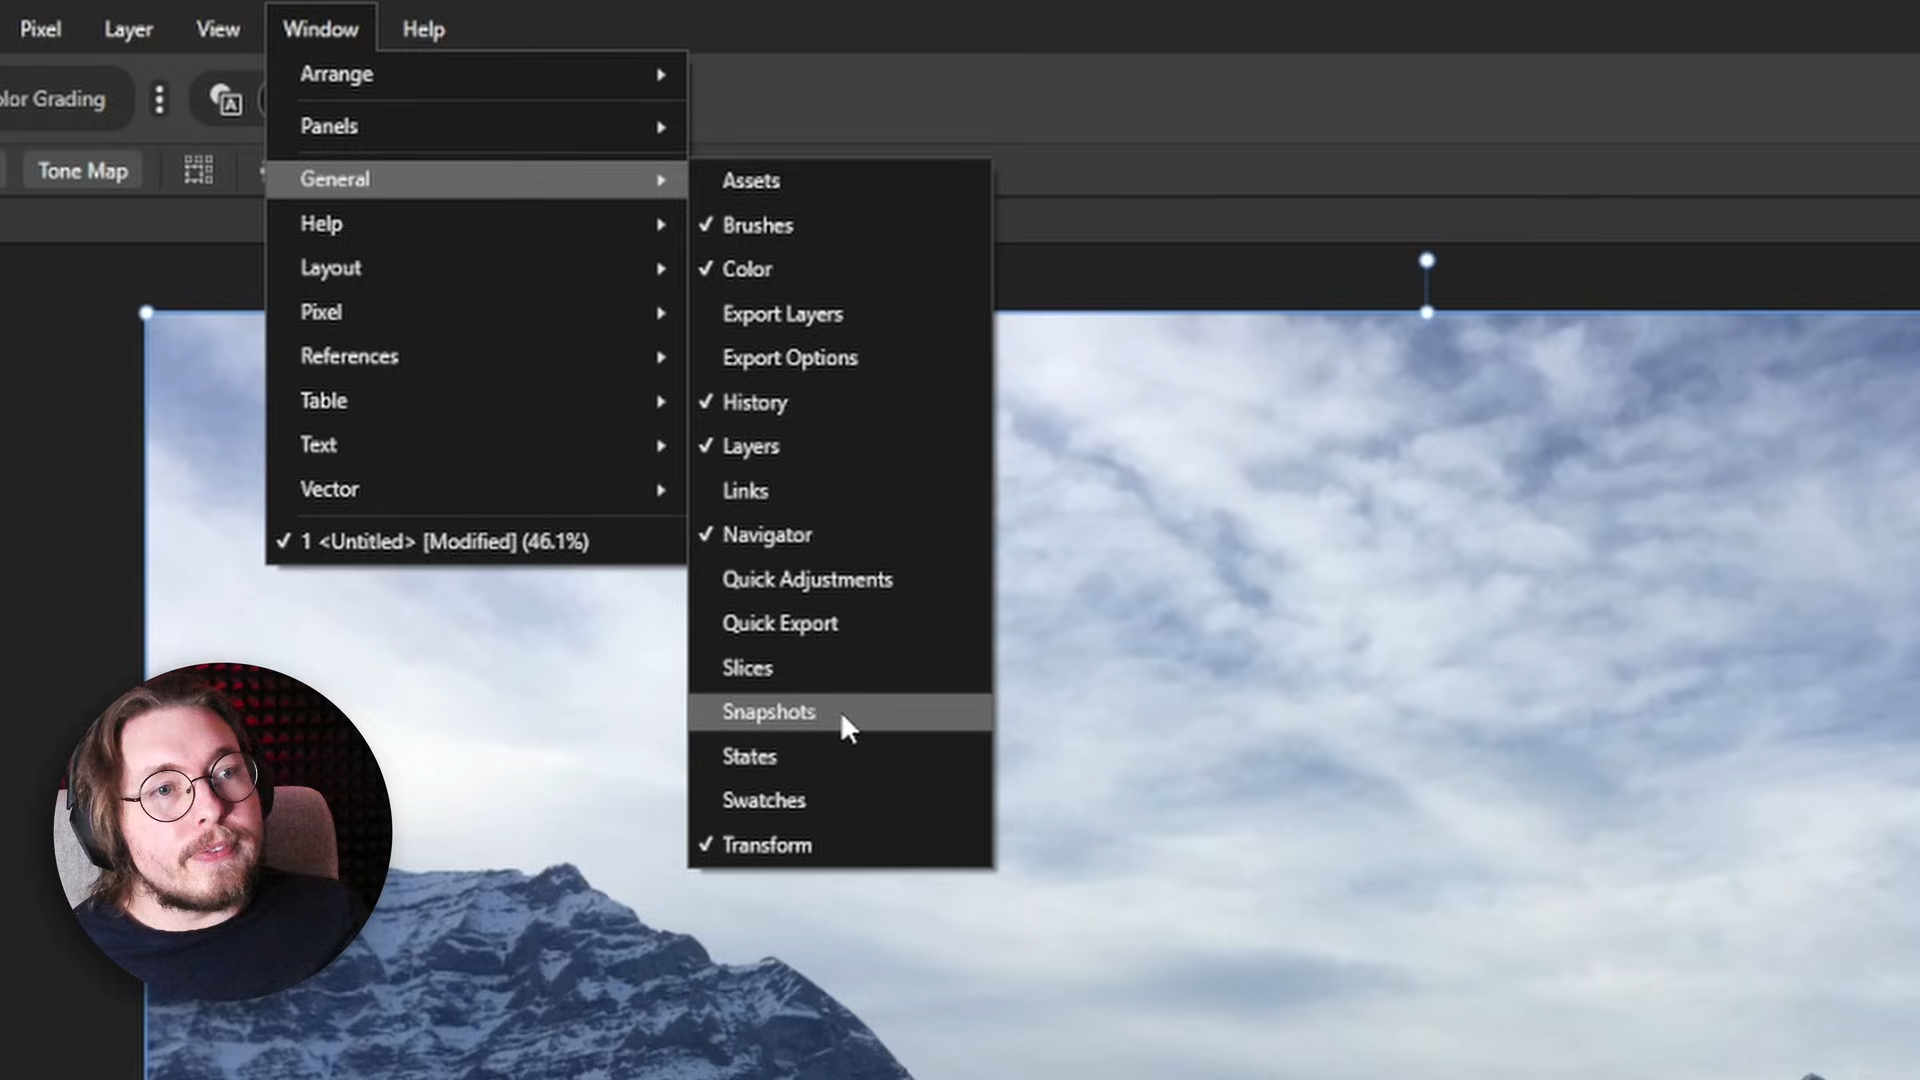 Pixel Layer View Window Help
Arrange
olor Grading
Panels
Tone Map
General
Help
Layout
Pixel
References
Table
Text
Vector
1 <Untitled> [Modified] (46.1%)
Assets
Brushes
Color
Export Layers
Export Options
History
Layers
Links
Navigator
Quick Adjustments
Quick Export
Slices
Snapshots
States
Swatches
Transform